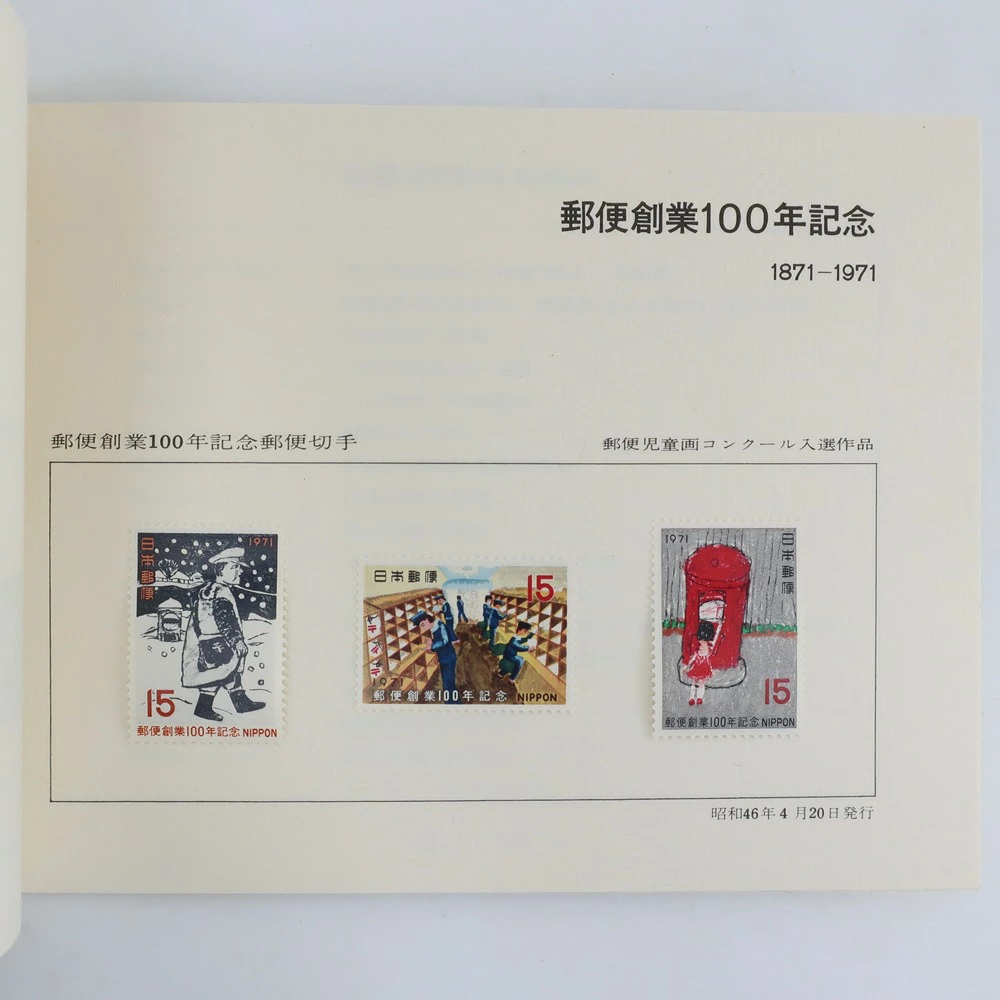 郵便創業100年記念
1871−1971
郵便創業100年記念郵便切手
郵便児童画コンクール入選作品
日本郵便
1971
15
郵便創業100年記念 NIPPON
日本郵便
15
1971
郵便創業100年記念 NIPPON
1971
日本郵便
15
郵便創業100年記念 NIPPON
昭和46年4月20日発行